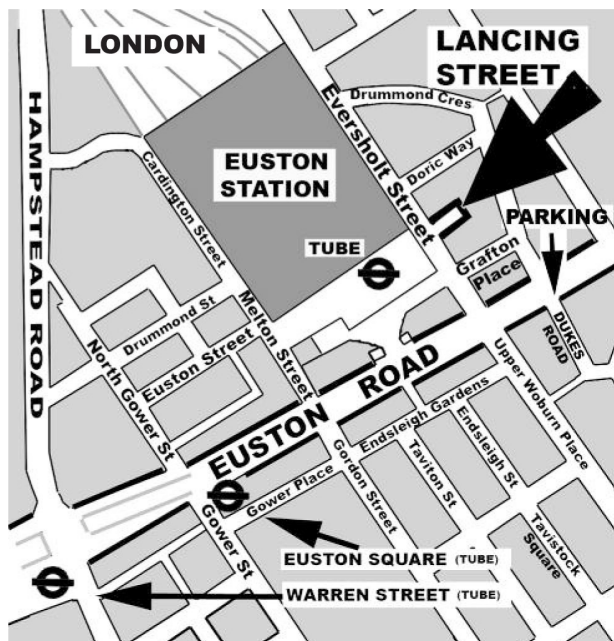 LONDON
LANCING
STREET
HAMPSTEAD ROAD
Eversholt Street
Drummond Cres
Doric Way
Cardington Street
EUSTON
STATION
PARKING
TUBE
Grafton
Place
DUKES
ROAD
Drummond St
Melton Street
Euston Street
North Gower St
EUSTON ROAD
Upper Woburn Place
Endsleigh Gardens
Endsleigh St
Taviton St
Gordon Street
Gower Place
Gower St
Tavistock
Square
EUSTON SQUARE (TUBE)
WARREN STREET (TUBE)